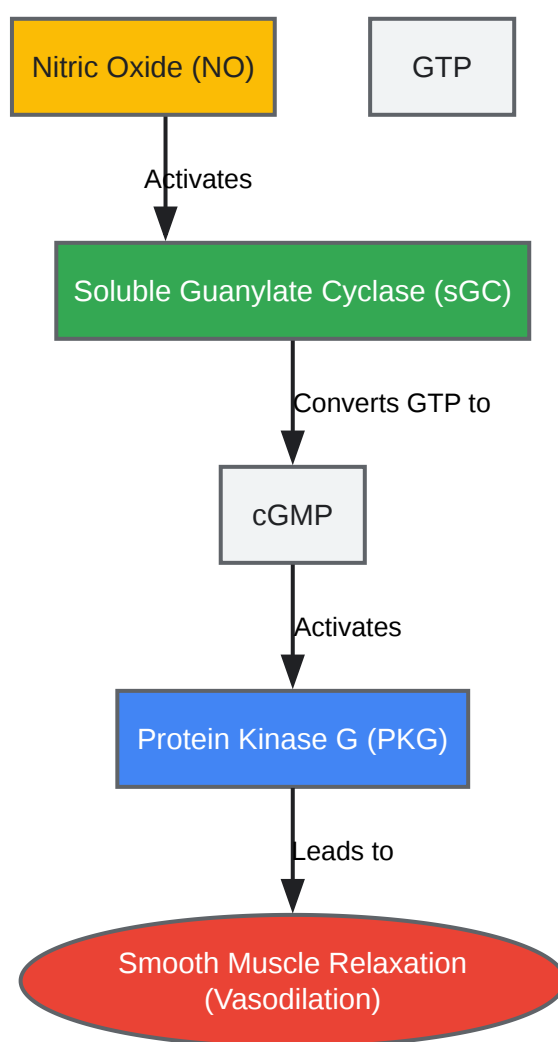 Nitric Oxide (NO)
GTP
Activates
Soluble Guanylate Cyclase (sGC)
Converts GTP to
cGMP
Activates
Protein Kinase G (PKG)
Leads to
Smooth Muscle Relaxation
(Vasodilation)